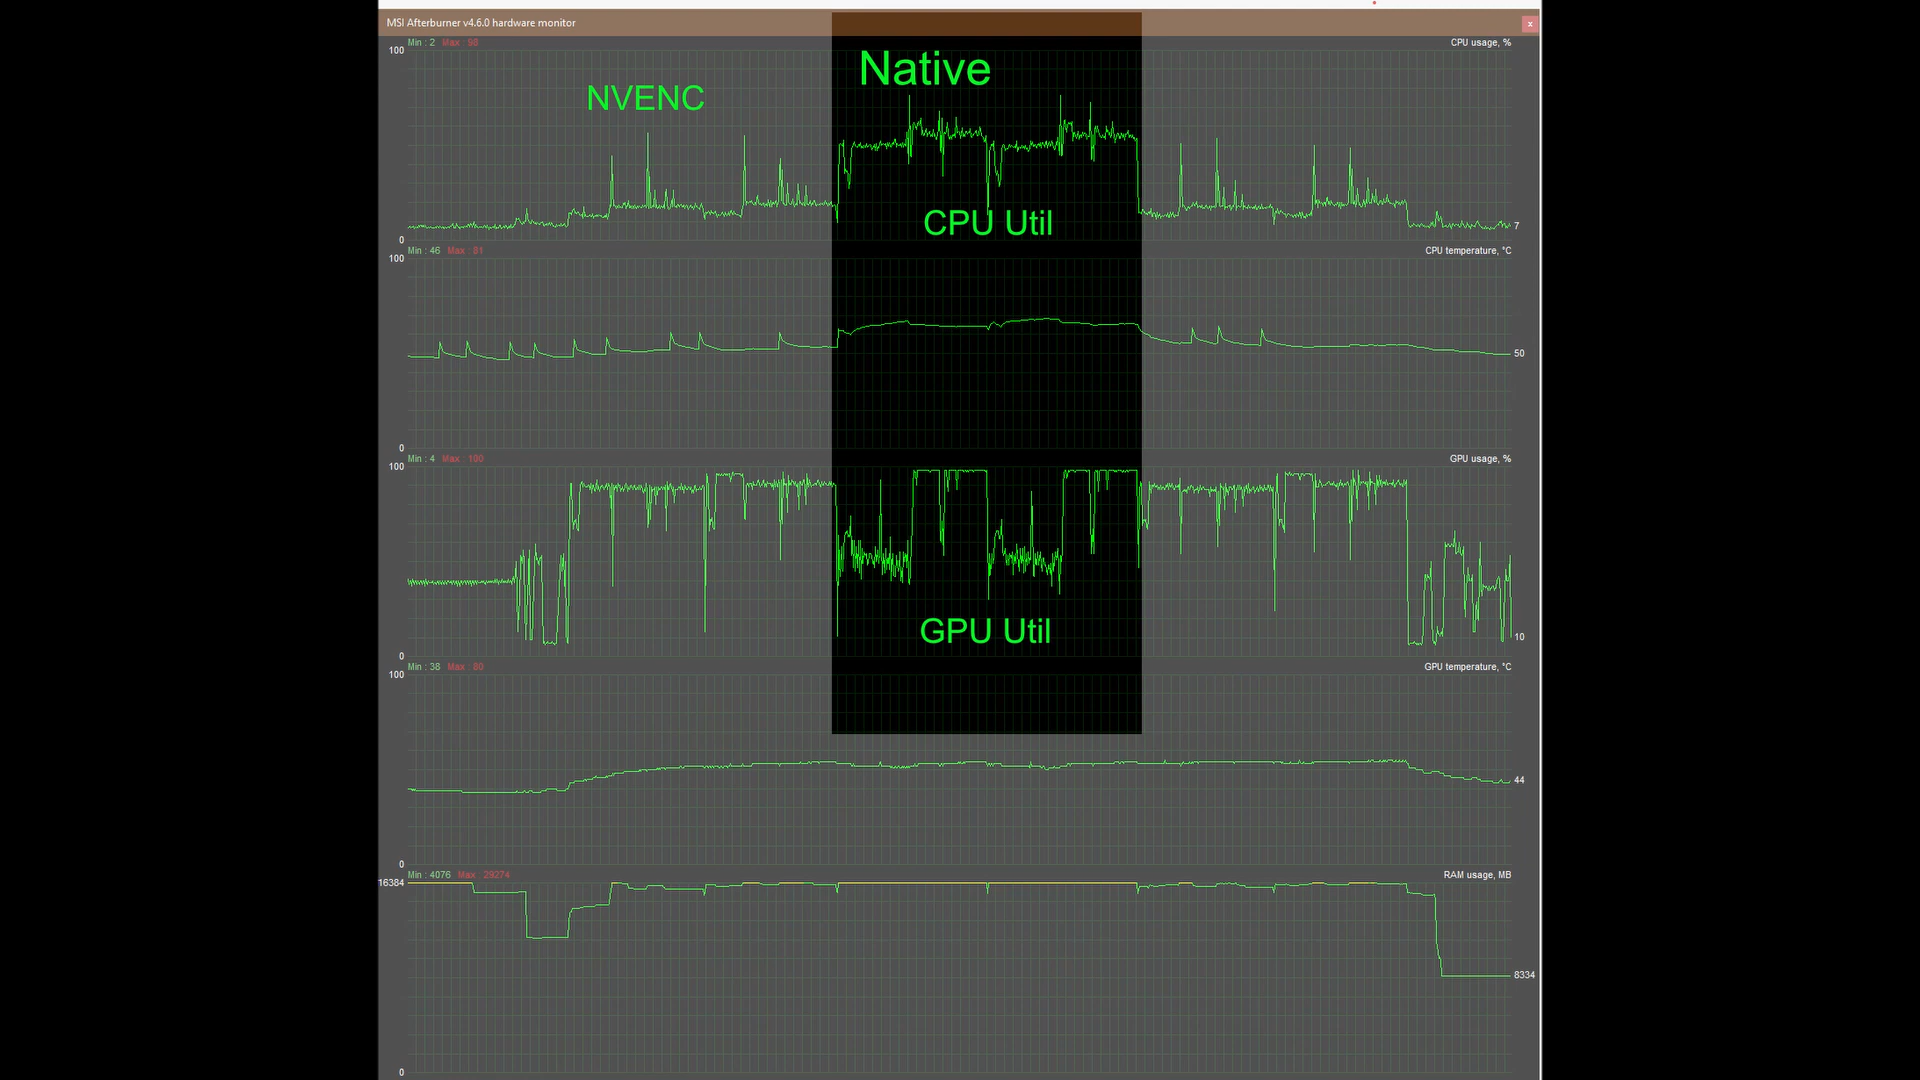 MSI Afterburner v4.6.0 hardware monitor
x
Min : 2 Max : 98
CPU usage, %
100
NVENC
Native
CPU Util
7
0
Min : 46 Max : 81
CPU temperature, °C
100
50
0
Min : 4 Max : 100
GPU usage, %
100
GPU Util
10
0
Min : 38 Max : 80
GPU temperature, °C
100
44
0
Min : 4076 Max : 29274
RAM usage, MB
16384
8334
0